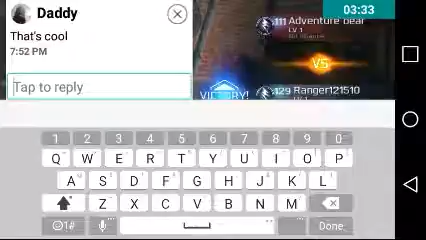 Daddy
03:33
That's cool
7:52 PM
Tap to reply
.111 Adventure bear
LV 1
VS
VICTORY!
.129 Ranger121510
1 2 3 4 5 6 7 8 9 0
Q W E R T Y U I O P
A S D F G H J K L
Z X C V B N M
1# Done